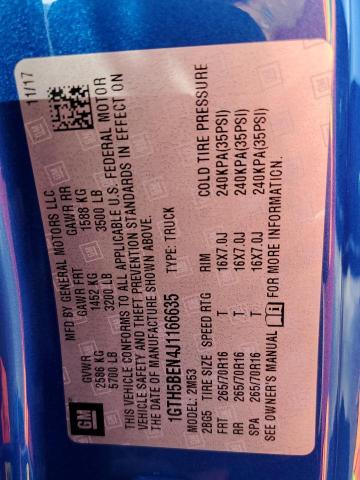 11/17
MFD BY GENERAL MOTORS LLC
GVWR GAWR FRT GAWR RR
2586 KG 1452 KG 1588 KG
5700 LB 3200 LB 3500 LB
THIS VEHICLE CONFORMS TO ALL APPLICABLE U.S. FEDERAL MOTOR
VEHICLE SAFETY AND THEFT PREVENTION STANDARDS IN EFFECT ON
THE DATE OF MANUFACTURE SHOWN ABOVE.
GM
1GTH5BEN4J1166635 TYPE: TRUCK
MODEL: 2M53
28G5 TIRE SIZE SPEED RTG RIM COLD TIRE PRESSURE
FRT 265/70R16 T 16X7.0J 240KPA(35PSI)
RR 265/70R16 T 16X7.0J 240KPA(35PSI)
SPA 265/70R16 T 16X7.0J 240KPA(35PSI)
SEE OWNER'S MANUAL FOR MORE INFORMATION.